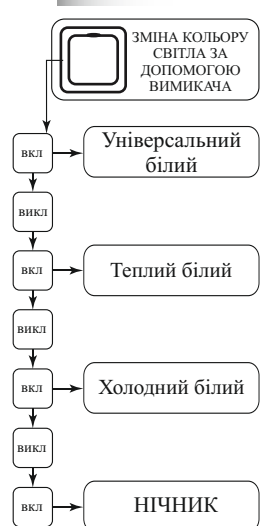 ЗМІНА КОЛЬОРУ
СВІТЛА ЗА
ДОПОМОГОЮ
ВИМИКАЧА
вкл
Універсальний
білий
викл
вкл
Теплий білий
викл
вкл
Холодний білий
викл
вкл
НІЧНИК